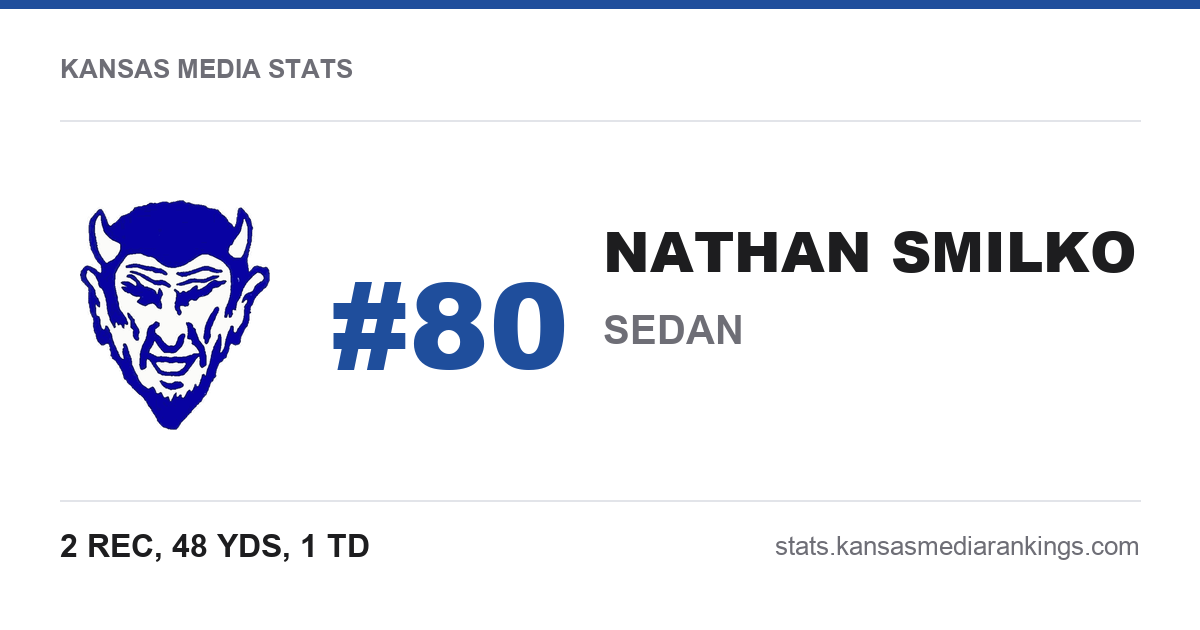 KANSAS MEDIA STATS
#80
NATHAN SMILKO
SEDAN
2 REC, 48 YDS, 1 TD
stats.kansasmediarankings.com